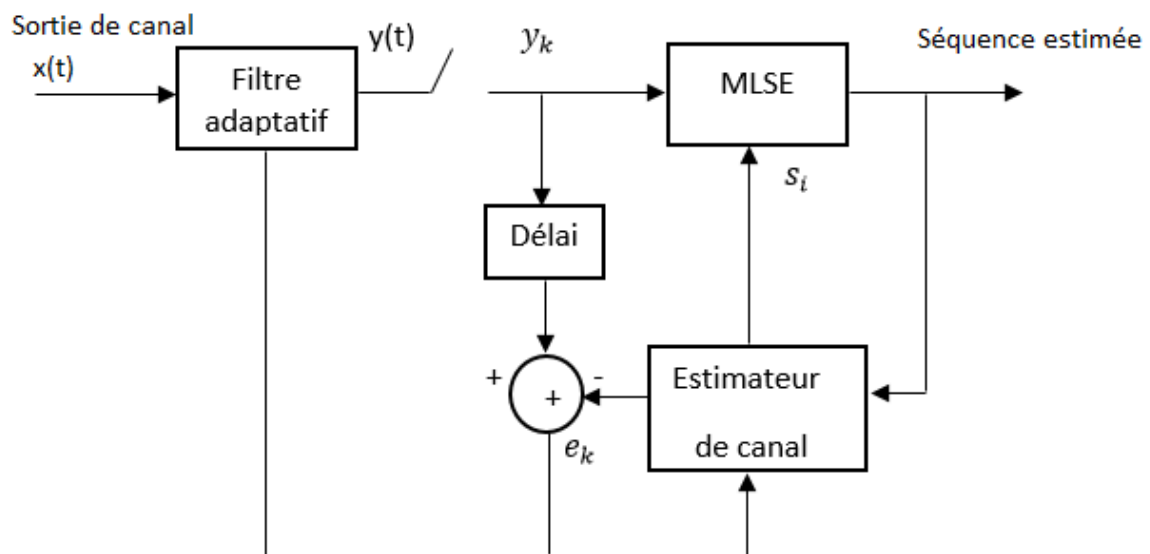 Sortie de canal
x(t)
Filtre
adaptatif
y(t)
y_k
MLSE
Séquence estimée
s_i
Délai
+
-
+
e_k
Estimateur
de canal